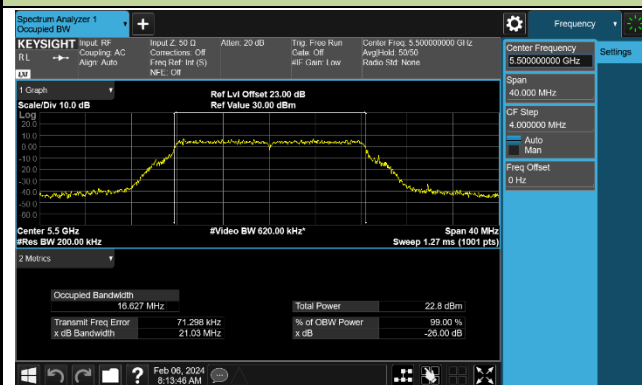 Spectrum Analyzer 1
Occupied BW
Frequency
KEYSIGHT
RL
LXI
Input: RF
Coupling: AC
Align: Auto
Input Z: 50 Ω
Corrections: Off
Freq Ref: Int (S)
NFE: Off
Atten: 20 dB
Trig: Free Run
Gate: Off
#IF Gain: Low
Center Freq: 5.500000000 GHz
Avg|Hold: 50/50
Radio Std: None
Center Frequency
5.500000000 GHz
Settings
Span
40.000 MHz
CF Step
4.000000 MHz
Auto
Man
Freq Offset
0 Hz
1 Graph
Scale/Div 10.0 dB
Ref Lvl Offset 23.00 dB
Ref Value 30.00 dBm
Log
20.0
10.0
0.00
-10.0
-20.0
-30.0
-40.0
-50.0
-60.0
Center 5.5 GHz
#Res BW 200.00 kHz
#Video BW 620.00 kHz*
Span 40 MHz
Sweep 1.27 ms (1001 pts)
2 Metrics
Occupied Bandwidth
16.627 MHz
Total Power 22.8 dBm
Transmit Freq Error 71.298 kHz
% of OBW Power 99.00 %
x dB Bandwidth 21.03 MHz
x dB -26.00 dB
Feb 06, 2024
8:13:46 AM